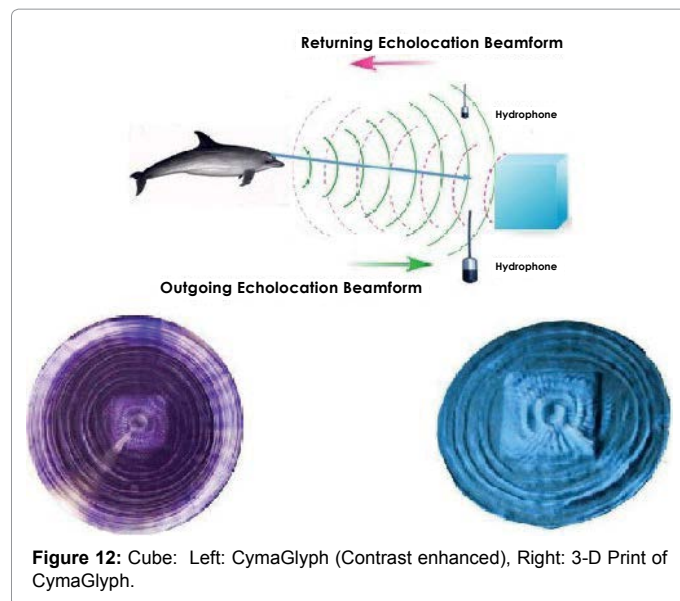 Returning Echolocation Beamform
Hydrophone
Hydrophone
Outgoing Echolocation Beamform
Figure 12: Cube: Left: CymaGlyph (Contrast enhanced), Right: 3-D Print of
CymaGlyph.